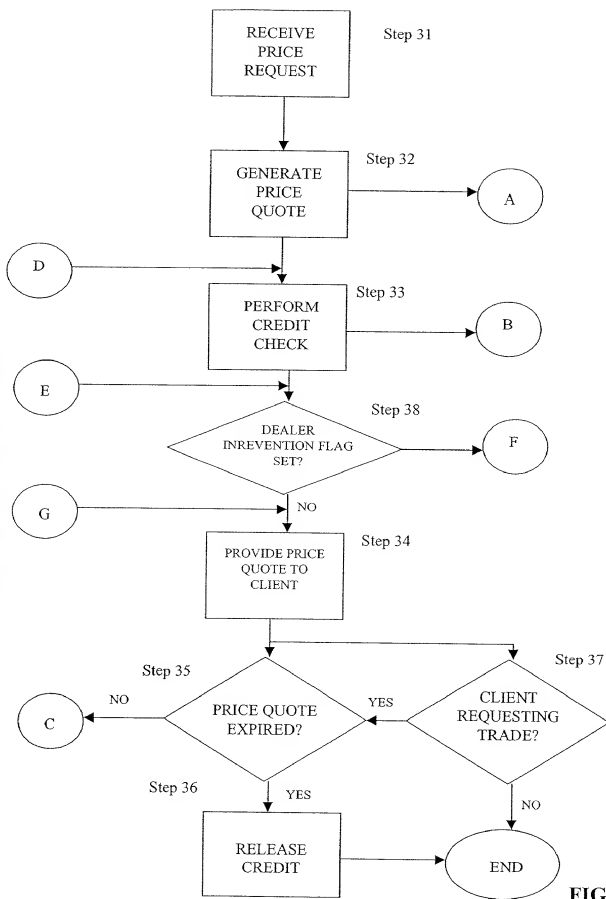 RECEIVE
PRICE
REQUEST
Step 31
GENERATE
PRICE
QUOTE
Step 32
A
D
PERFORM
CREDIT
CHECK
Step 33
B
E
DEALER
INREVENTION FLAG
SET?
Step 38
F
G
NO
PROVIDE PRICE
QUOTE TO
CLIENT
Step 34
Step 35
Step 37
C
NO
PRICE QUOTE
EXPIRED?
YES
CLIENT
REQUESTING
TRADE?
Step 36
YES
NO
RELEASE
CREDIT
END
FIG